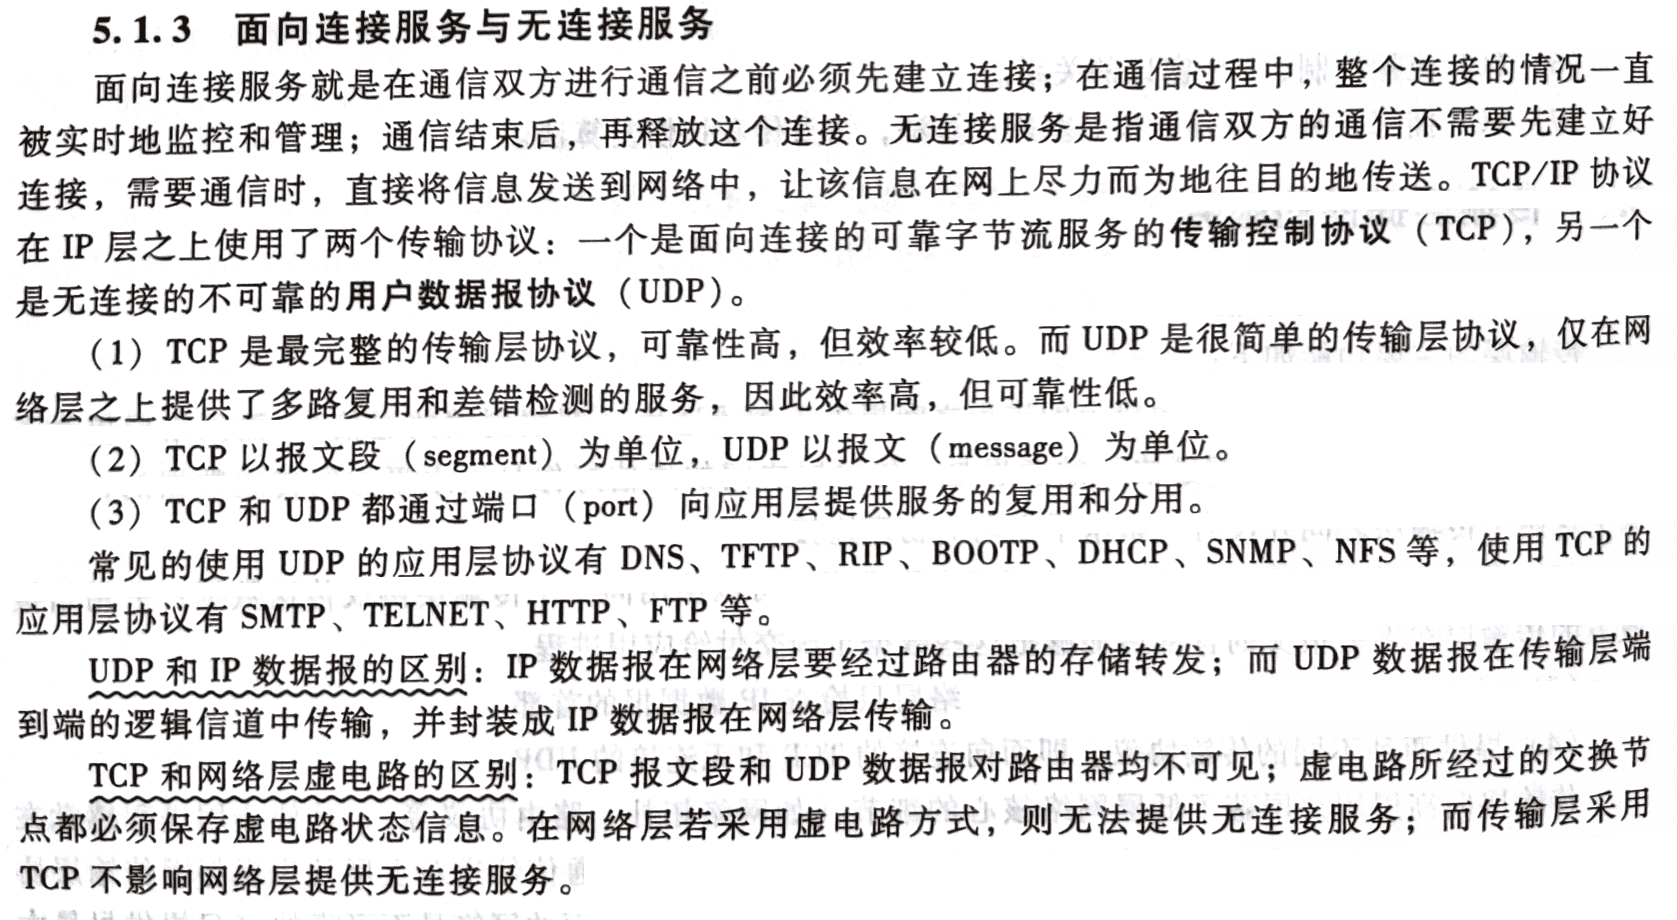 5.1.3 面向连接服务与无连接服务
面向连接服务就是在通信双方进行通信之前必须先建立连接；在通信过程中，整个连接的情况一直
被实时地监控和管理；通信结束后，再释放这个连接。无连接服务是指通信双方的通信不需要先建立好
连接，需要通信时，直接将信息发送到网络中，让该信息在网上尽力而为地往目的地传送。TCP/IP 协议
在 IP 层之上使用了两个传输协议：一个是面向连接的可靠字节流服务的传输控制协议（TCP），另一个
是无连接的不可靠的用户数据报协议（UDP）。
（1）TCP 是最完整的传输层协议，可靠性高，但效率较低。而 UDP 是很简单的传输层协议，仅在网
络层之上提供了多路复用和差错检测的服务，因此效率高，但可靠性低。
（2）TCP 以报文段（segment）为单位，UDP 以报文（message）为单位。
（3）TCP 和 UDP 都通过端口（port）向应用层提供服务的复用和分用。
常见的使用 UDP 的应用层协议有 DNS、TFTP、RIP、BOOTP、DHCP、SNMP、NFS 等，使用 TCP 的
应用层协议有 SMTP、TELNET、HTTP、FTP 等。
UDP 和 IP 数据报的区别：IP 数据报在网络层要经过路由器的存储转发；而 UDP 数据报在传输层端
到端的逻辑信道中传输，并封装成 IP 数据报在网络层传输。
TCP 和网络层虚电路的区别：TCP 报文段和 UDP 数据报对路由器均不可见；虚电路所经过的交换节
点都必须保存虚电路状态信息。在网络层若采用虚电路方式，则无法提供无连接服务；而传输层采用
TCP 不影响网络层提供无连接服务。